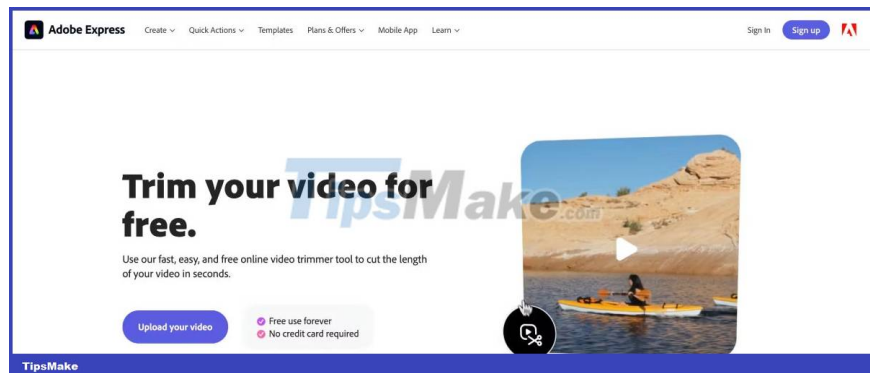 Adobe Express Create Quick Actions Templates Plans & Offers Mobile App Learn Sign In Sign up
Trim your video for
free.
TipsMake.com
Use our fast, easy, and free online video trimmer tool to cut the length
of your video in seconds.
Upload your video
Free use forever
No credit card required
TipsMake